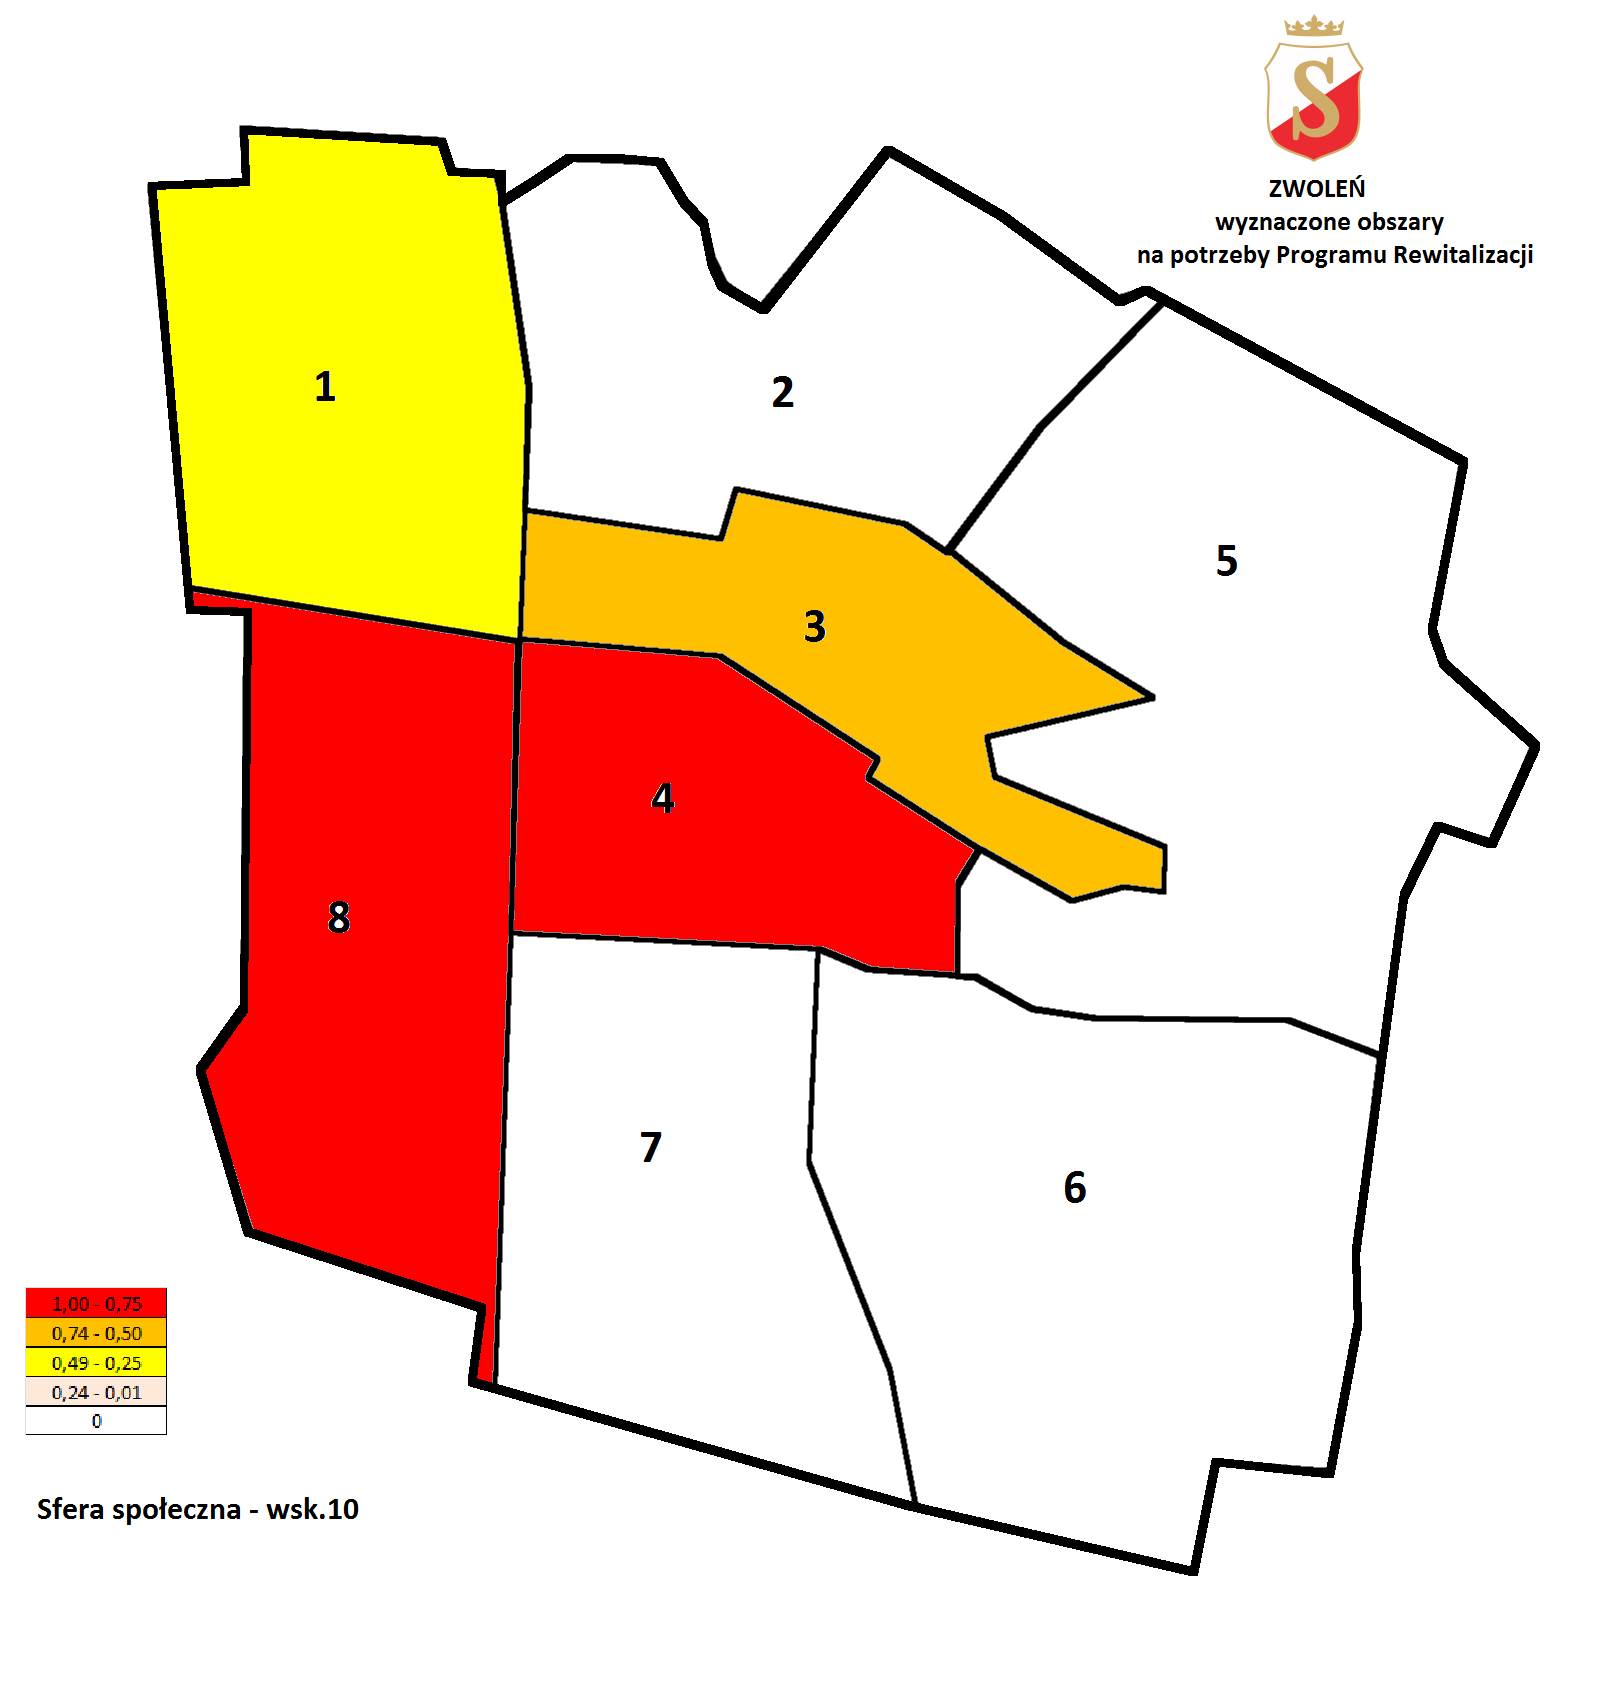 S
ZWOLEŃ
wyznaczone obszary
na potrzeby Programu Rewitalizacji
1
2
5
3
4
8
7
6
1,00 - 0,75
0,74 - 0,50
0,49 - 0,25
0,24 - 0,01
0
Sfera społeczna - wsk.10